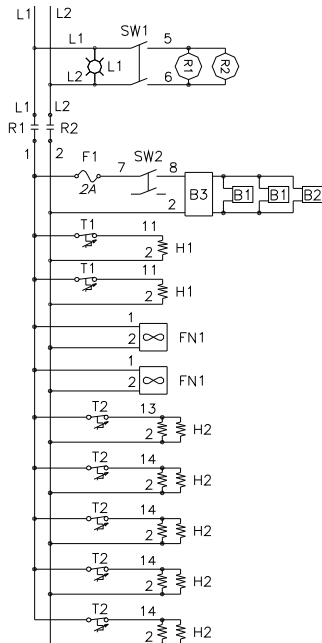 L1 L2
SW1
L1 5
L1 R1 R2
L2 6
L1 L2
R1 R2
1 2
F1 7 SW2 8
2A
B3 B1 B1 B2
2
T1 11
2 H1
T1 11
2 H1
1
2 FN1
1
2 FN1
T2 13
2 H2
T2 14
2 H2
T2 14
2 H2
T2 14
2 H2
T2 14
2 H2